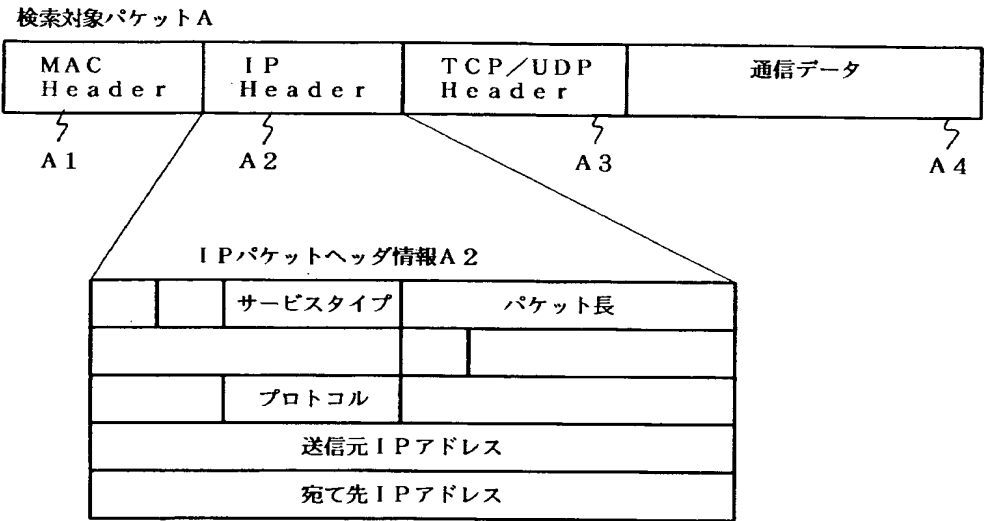 検索対象パケットA
MAC
Header
IP
Header
TCP/UDP
Header
通信データ
A1
A2
A3
A4
IPパケットヘッダ情報A2
サービスタイプ
パケット長
プロトコル
送信元IPアドレス
宛て先IPアドレス